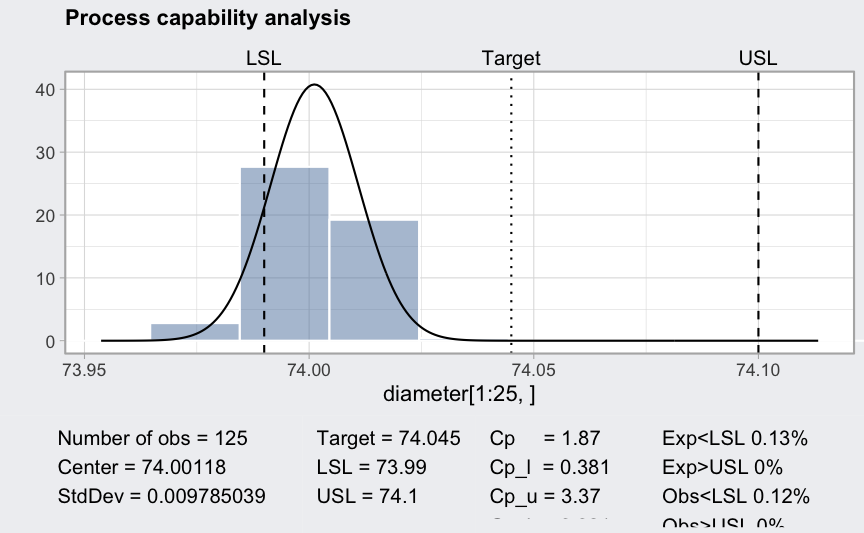 Process capability analysis
LSL Target USL
40
30
20
10
0
73.95 74.00 74.05 74.10
diameter[1:25, ]
Number of obs = 125 Target = 74.045 Cp = 1.87 Exp<LSL 0.13%
Center = 74.00118 LSL = 73.99 Cp_l = 0.381 Exp>USL 0%
StdDev = 0.009785039 USL = 74.1 Cp_u = 3.37 Obs<LSL 0.12%
Obs>USL 0%